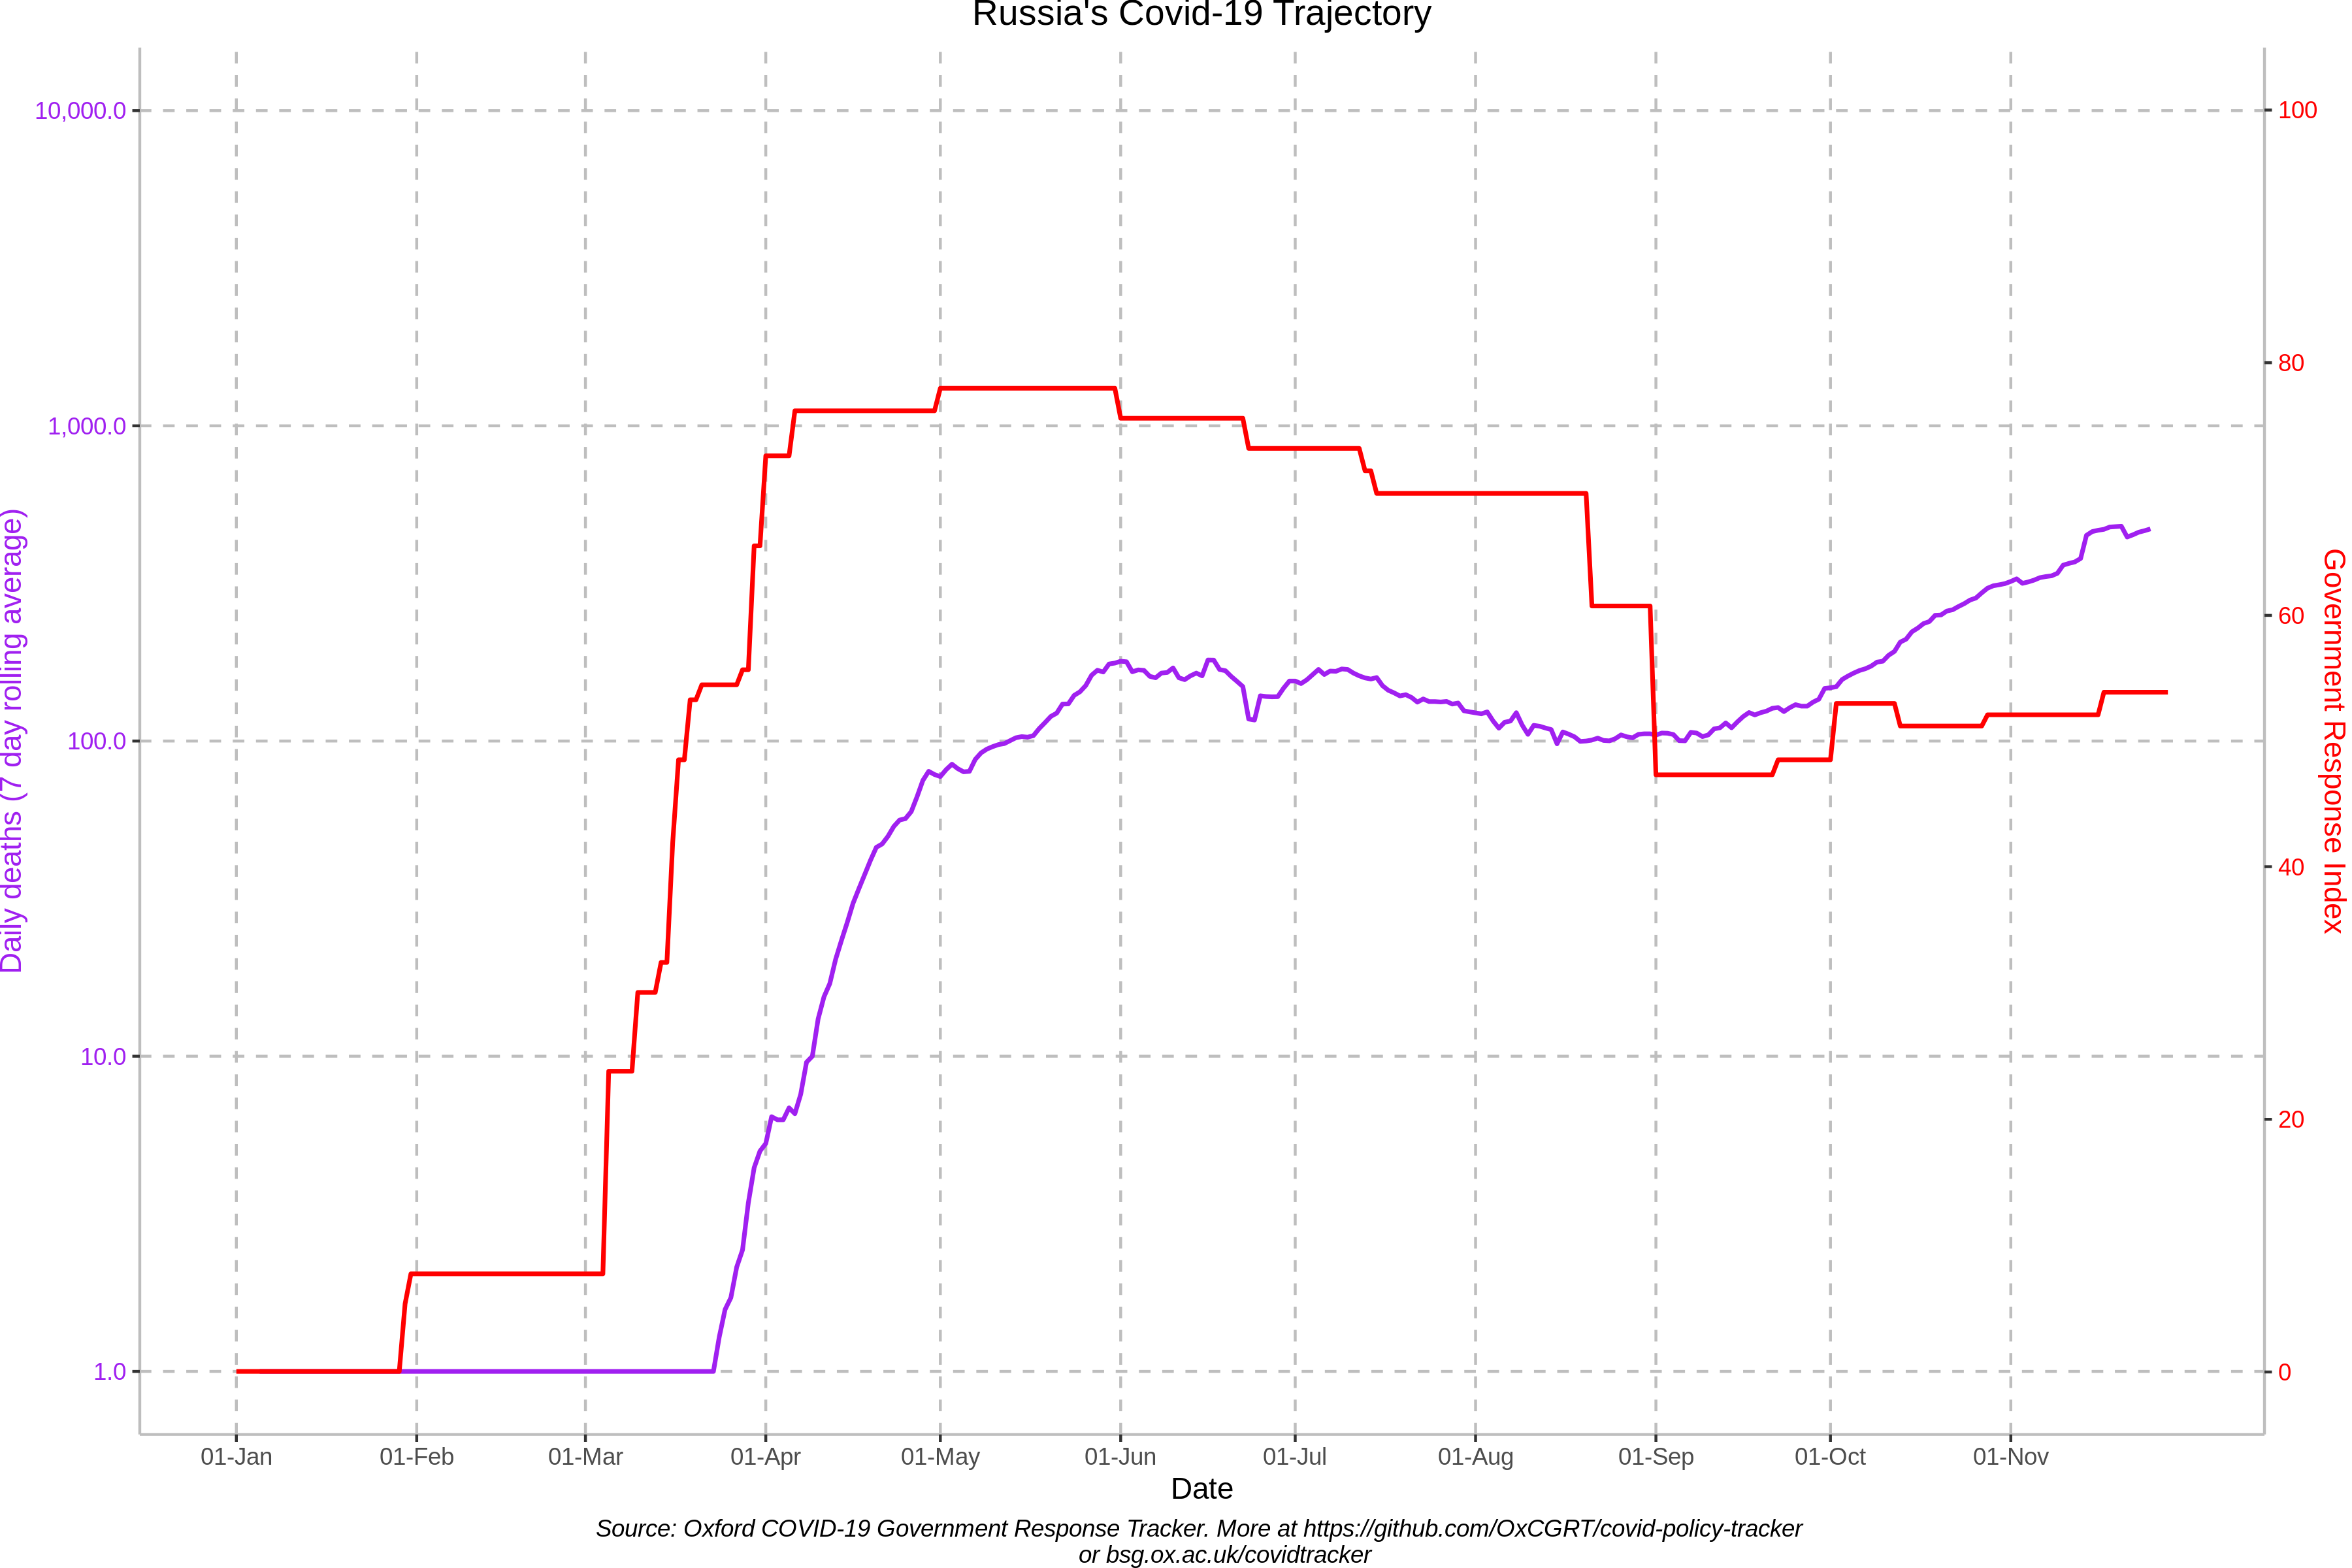 Russia's Covid-19 Trajectory
10,000.0
1,000.0
100.0
10.0
1.0
Daily deaths (7 day rolling average)
100
80
60
40
20
0
Government Response Index
01-Jan
01-Feb
01-Mar
01-Apr
01-May
01-Jun
01-Jul
01-Aug
01-Sep
01-Oct
01-Nov
Date
Source: Oxford COVID-19 Government Response Tracker. More at https://github.com/OxCGRT/covid-policy-tracker
or bsg.ox.ac.uk/covidtracker